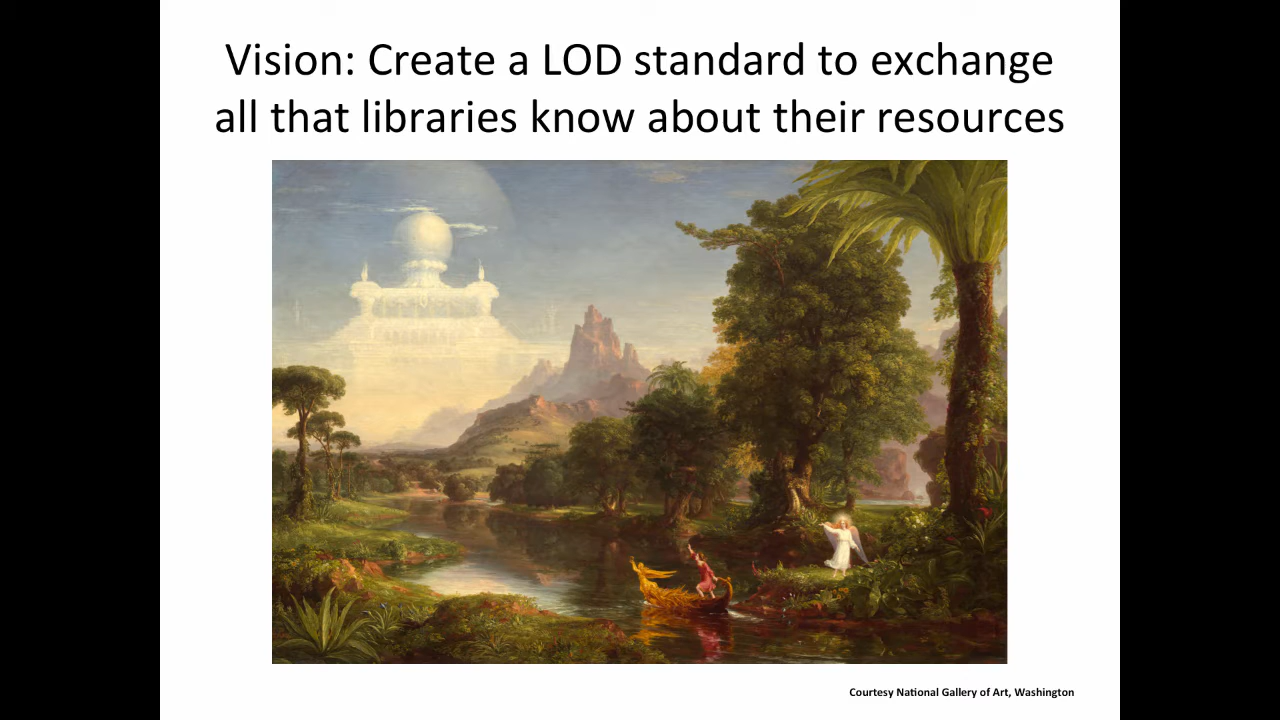 Vision: Create a LOD standard to exchange
all that libraries know about their resources
Courtesy National Gallery of Art, Washington